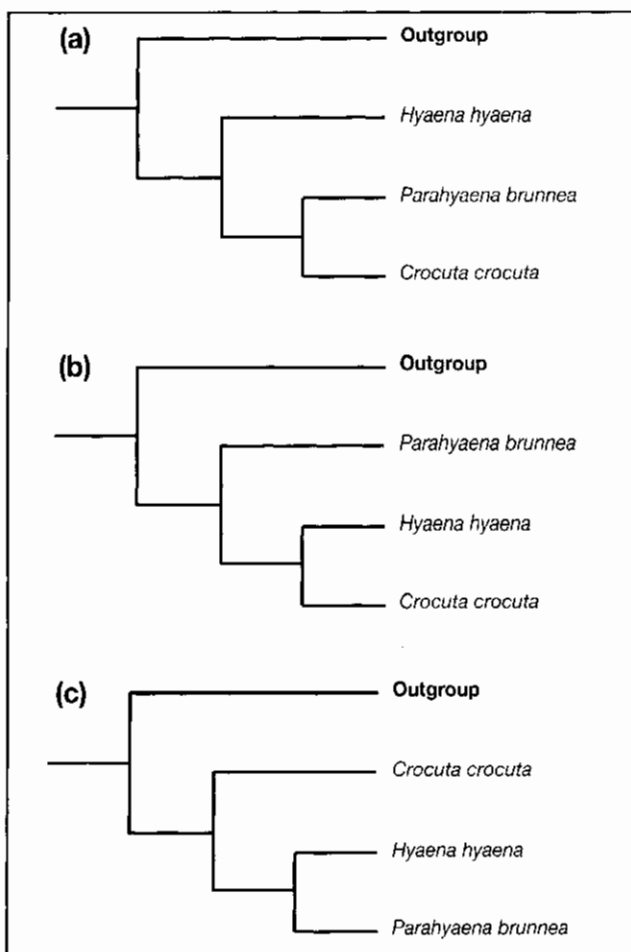 (a)
Outgroup
Hyaena hyaena
Parahyaena brunnea
Crocuta crocuta
(b)
Outgroup
Parahyaena brunnea
Hyaena hyaena
Crocuta crocuta
(c)
Outgroup
Crocuta crocuta
Hyaena hyaena
Parahyaena brunnea